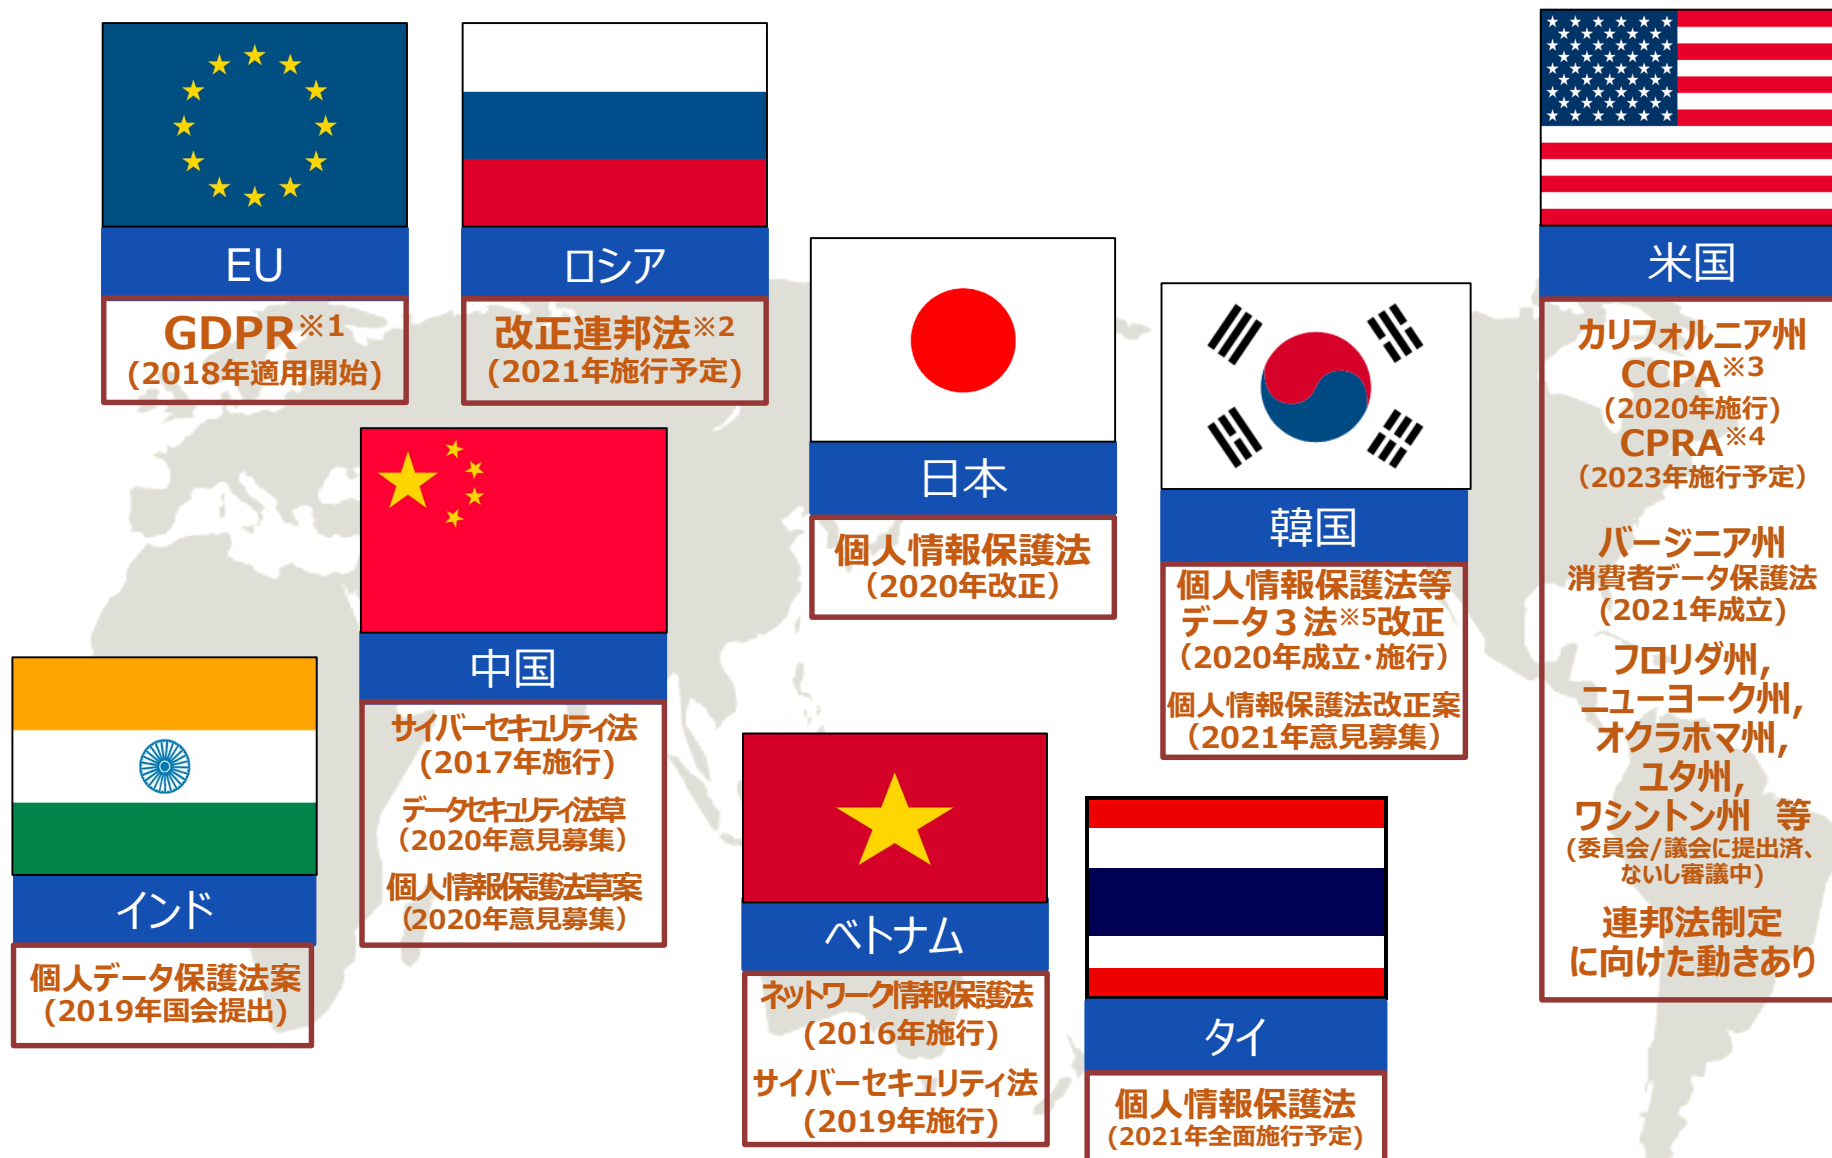 EU
GDPR※1
(2018年適用開始)
ロシア
改正連邦法※2
(2021年施行予定)
日本
個人情報保護法
（2020年改正）
韓国
個人情報保護法等
データ３法※5改正
（2020年成立･施行）
個人情報保護法改正案
（2021年意見募集）
米国
カリフォルニア州
CCPA※3
(2020年施行)
CPRA※4
（2023年施行予定）
バージニア州
消費者データ保護法
(2021年成立)
フロリダ州,
ニューヨーク州,
オクラホマ州,
ユタ州,
ワシントン州　等
(委員会/議会に提出済、
ないし審議中)
連邦法制定
に向けた動きあり
中国
サイバーセキュリティ法
(2017年施行)
データセキュリティ法草
（2020年意見募集）
個人情報保護法草案
（2020年意見募集）
インド
個人データ保護法案
(2019年国会提出)
ベトナム
ネットワーク情報保護法
(2016年施行)
サイバーセキュリティ法
(2019年施行)
タイ
個人情報保護法
(2021年全面施行予定)